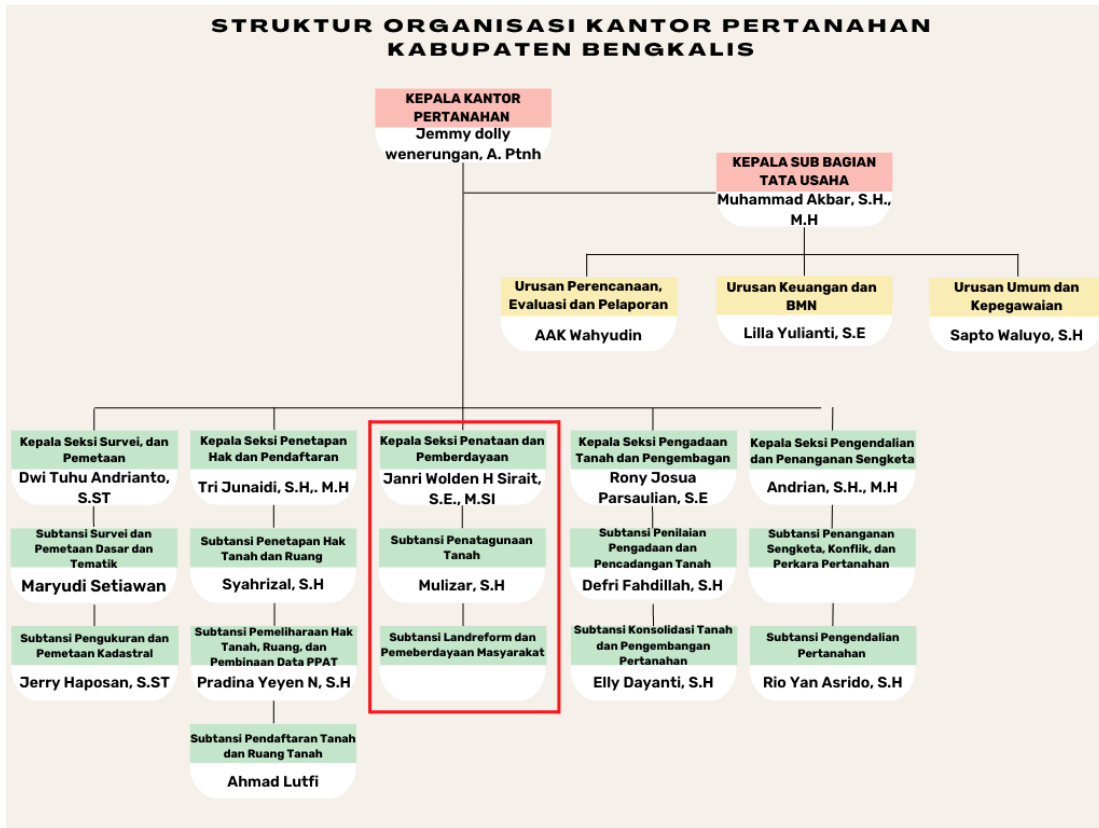 STRUKTUR ORGANISASI KANTOR PERTANAHAN
KABUPATEN BENGKALIS
KEPALA KANTOR
PERTANAHAN
Jemmy dolly
wenerungan, A. Ptnh
KEPALA SUB BAGIAN
TATA USAHA
Muhammad Akbar, S.H.,
M.H
Urusan Perencanaan,
Evaluasi dan Pelaporan
AAK Wahyudin
Urusan Keuangan dan
BMN
Lilla Yulianti, S.E
Urusan Umum dan
Kepegawaian
Sapto Waluyo, S.H
Kepala Seksi Survei, dan
Pemetaan
Dwi Tuhu Andrianto,
S.ST
Subtansi Survei dan
Pemetaan Dasar dan
Tematik
Maryudi Setiawan
Subtansi Pengukuran dan
Pemetaan Kadastral
Jerry Haposan, S.ST
Kepala Seksi Penetapan
Hak dan Pendaftaran
Tri Junaidi, S.H,. M.H
Subtansi Penetapan Hak
Tanah dan Ruang
Syahrizal, S.H
Subtansi Pemeliharaan Hak
Tanah, Ruang, dan
Pembinaan Data PPAT
Pradina Yeyen N, S.H
Subtansi Pendaftaran Tanah
dan Ruang Tanah
Ahmad Lutfi
Kepala Seksi Penataan dan
Pemberdayaan
Janri Wolden H Sirait,
S.E., M.SI
Subtansi Penatagunaan
Tanah
Mulizar, S.H
Subtansi Landreform dan
Pemeberdayaan Masyarakat
Kepala Seksi Pengadaan
Tanah dan Pengembagan
Rony Josua
Parsaulian, S.E
Subtansi Penilaian
Pengadaan dan
Pencadangan Tanah
Defri Fahdillah, S.H
Subtansi Konsolidasi Tanah
dan Pengembangan
Pertanahan
Elly Dayanti, S.H
Kepala Seksi Pengendalian
dan Penanganan Sengketa
Andrian, S.H., M.H
Subtansi Penanganan
Sengketa, Konflik, dan
Perkara Pertanahan
Subtansi Pengendalian
Pertanahan
Rio Yan Asrido, S.H